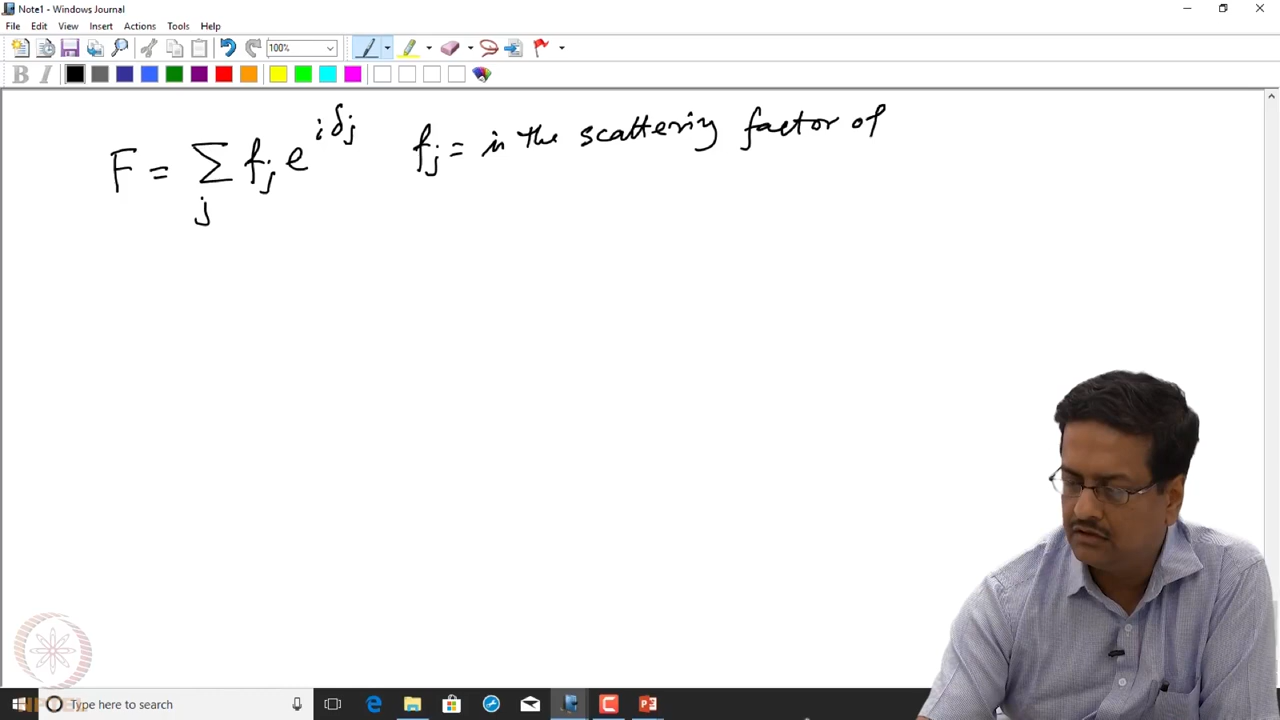 Note1 - Windows Journal
File Edit View Insert Actions Tools Help
100%
B I
F = Σ_j f_j e^{iδ_j} f_j = is the scattering factor of
Type here to search